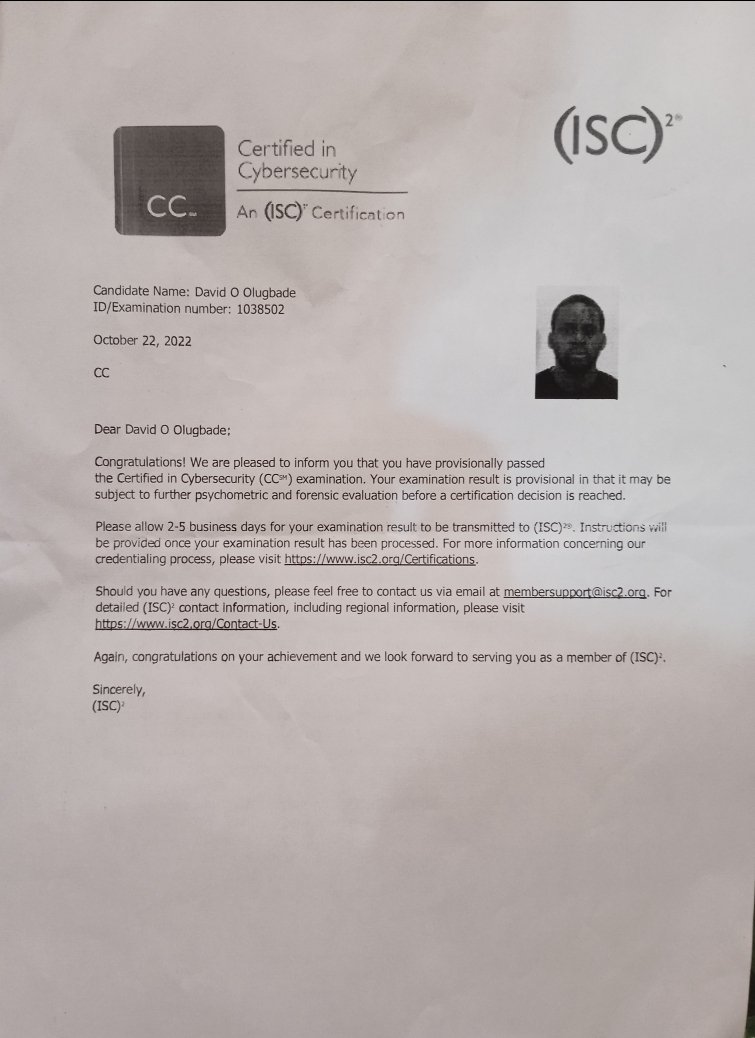 (ISC)²®
Certified in
Cybersecurity
CC℠
An (ISC)² Certification
Candidate Name: David O Olugbade
ID/Examination number: 1038502
October 22, 2022
CC
Dear David O Olugbade;
Congratulations! We are pleased to inform you that you have provisionally passed
the Certified in Cybersecurity (CC℠) examination. Your examination result is provisional in that it may be
subject to further psychometric and forensic evaluation before a certification decision is reached.
Please allow 2-5 business days for your examination result to be transmitted to (ISC)²®. Instructions will
be provided once your examination result has been processed. For more information concerning our
credentialing process, please visit https://www.isc2.org/Certifications.
Should you have any questions, please feel free to contact us via email at membersupport@isc2.org. For
detailed (ISC)² contact information, including regional information, please visit
https://www.isc2.org/Contact-Us.
Again, congratulations on your achievement and we look forward to serving you as a member of (ISC)².
Sincerely,
(ISC)²